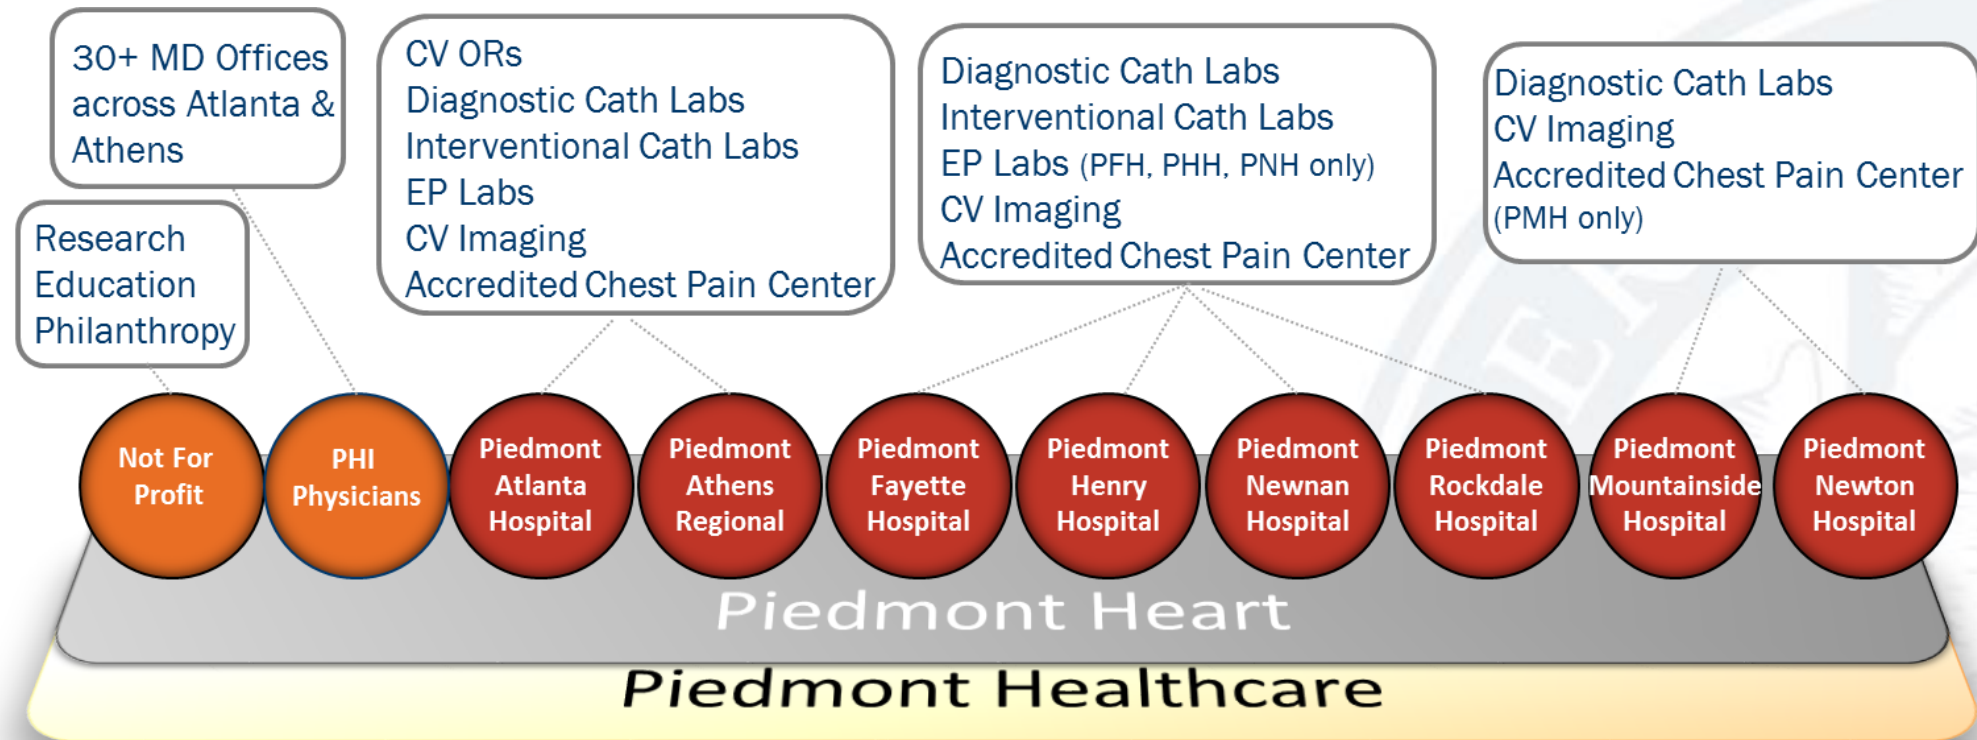 30+ MD Offices
across Atlanta &
Athens
Research
Education
Philanthropy
CV ORs
Diagnostic Cath Labs
Interventional Cath Labs
EP Labs
CV Imaging
Accredited Chest Pain Center
Diagnostic Cath Labs
Interventional Cath Labs
EP Labs (PFH, PHH, PNH only)
CV Imaging
Accredited Chest Pain Center
Diagnostic Cath Labs
CV Imaging
Accredited Chest Pain Center
(PMH only)
Not For
Profit
PHI
Physicians
Piedmont
Atlanta
Hospital
Piedmont
Athens
Regional
Piedmont
Fayette
Hospital
Piedmont
Henry
Hospital
Piedmont
Newnan
Hospital
Piedmont
Rockdale
Hospital
Piedmont
Mountainside
Hospital
Piedmont
Newton
Hospital
Piedmont Heart
Piedmont Healthcare